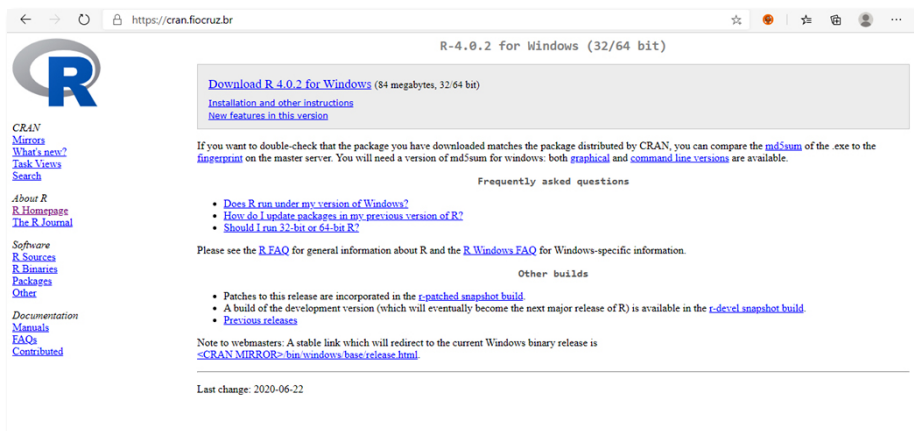 https://cran.fiocruz.br
R
CRAN
Mirrors
What's new?
Task Views
Search
About R
R Homepage
The R Journal
Software
R Sources
R Binaries
Packages
Other
Documentation
Manuals
FAQs
Contributed
R-4.0.2 for Windows (32/64 bit)
Download R 4.0.2 for Windows (84 megabytes, 32/64 bit)
Installation and other instructions
New features in this version
If you want to double-check that the package you have downloaded matches the package distributed by CRAN, you can compare the md5sum of the .exe to the
fingerprint on the master server. You will need a version of md5sum for windows: both graphical and command line versions are available.
Frequently asked questions
• Does R run under my version of Windows?
• How do I update packages in my previous version of R?
• Should I run 32-bit or 64-bit R?
Please see the R FAQ for general information about R and the R Windows FAQ for Windows-specific information.
Other builds
• Patches to this release are incorporated in the r-patched snapshot build.
• A build of the development version (which will eventually become the next major release of R) is available in the r-devel snapshot build.
• Previous releases
Note to webmasters: A stable link which will redirect to the current Windows binary release is
<CRAN MIRROR>/bin/windows/base/release.html.
Last change: 2020-06-22